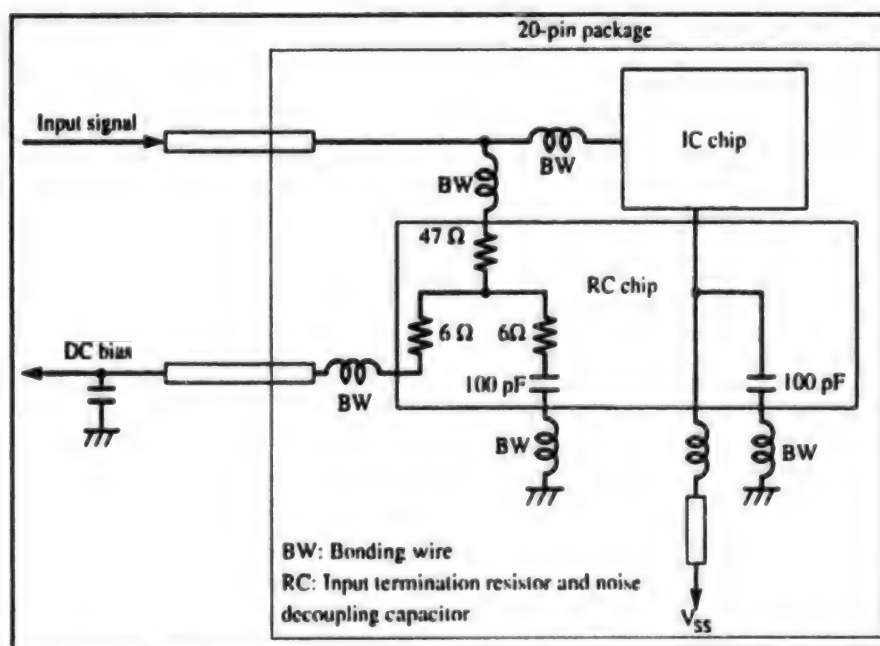 20-pin package
Input signal
IC chip
BW
BW
47 Ω
RC chip
6 Ω
6Ω
DC bias
100 pF
100 pF
BW
BW
BW
BW: Bonding wire
RC: Input termination resistor and noise
decoupling capacitor
VSS